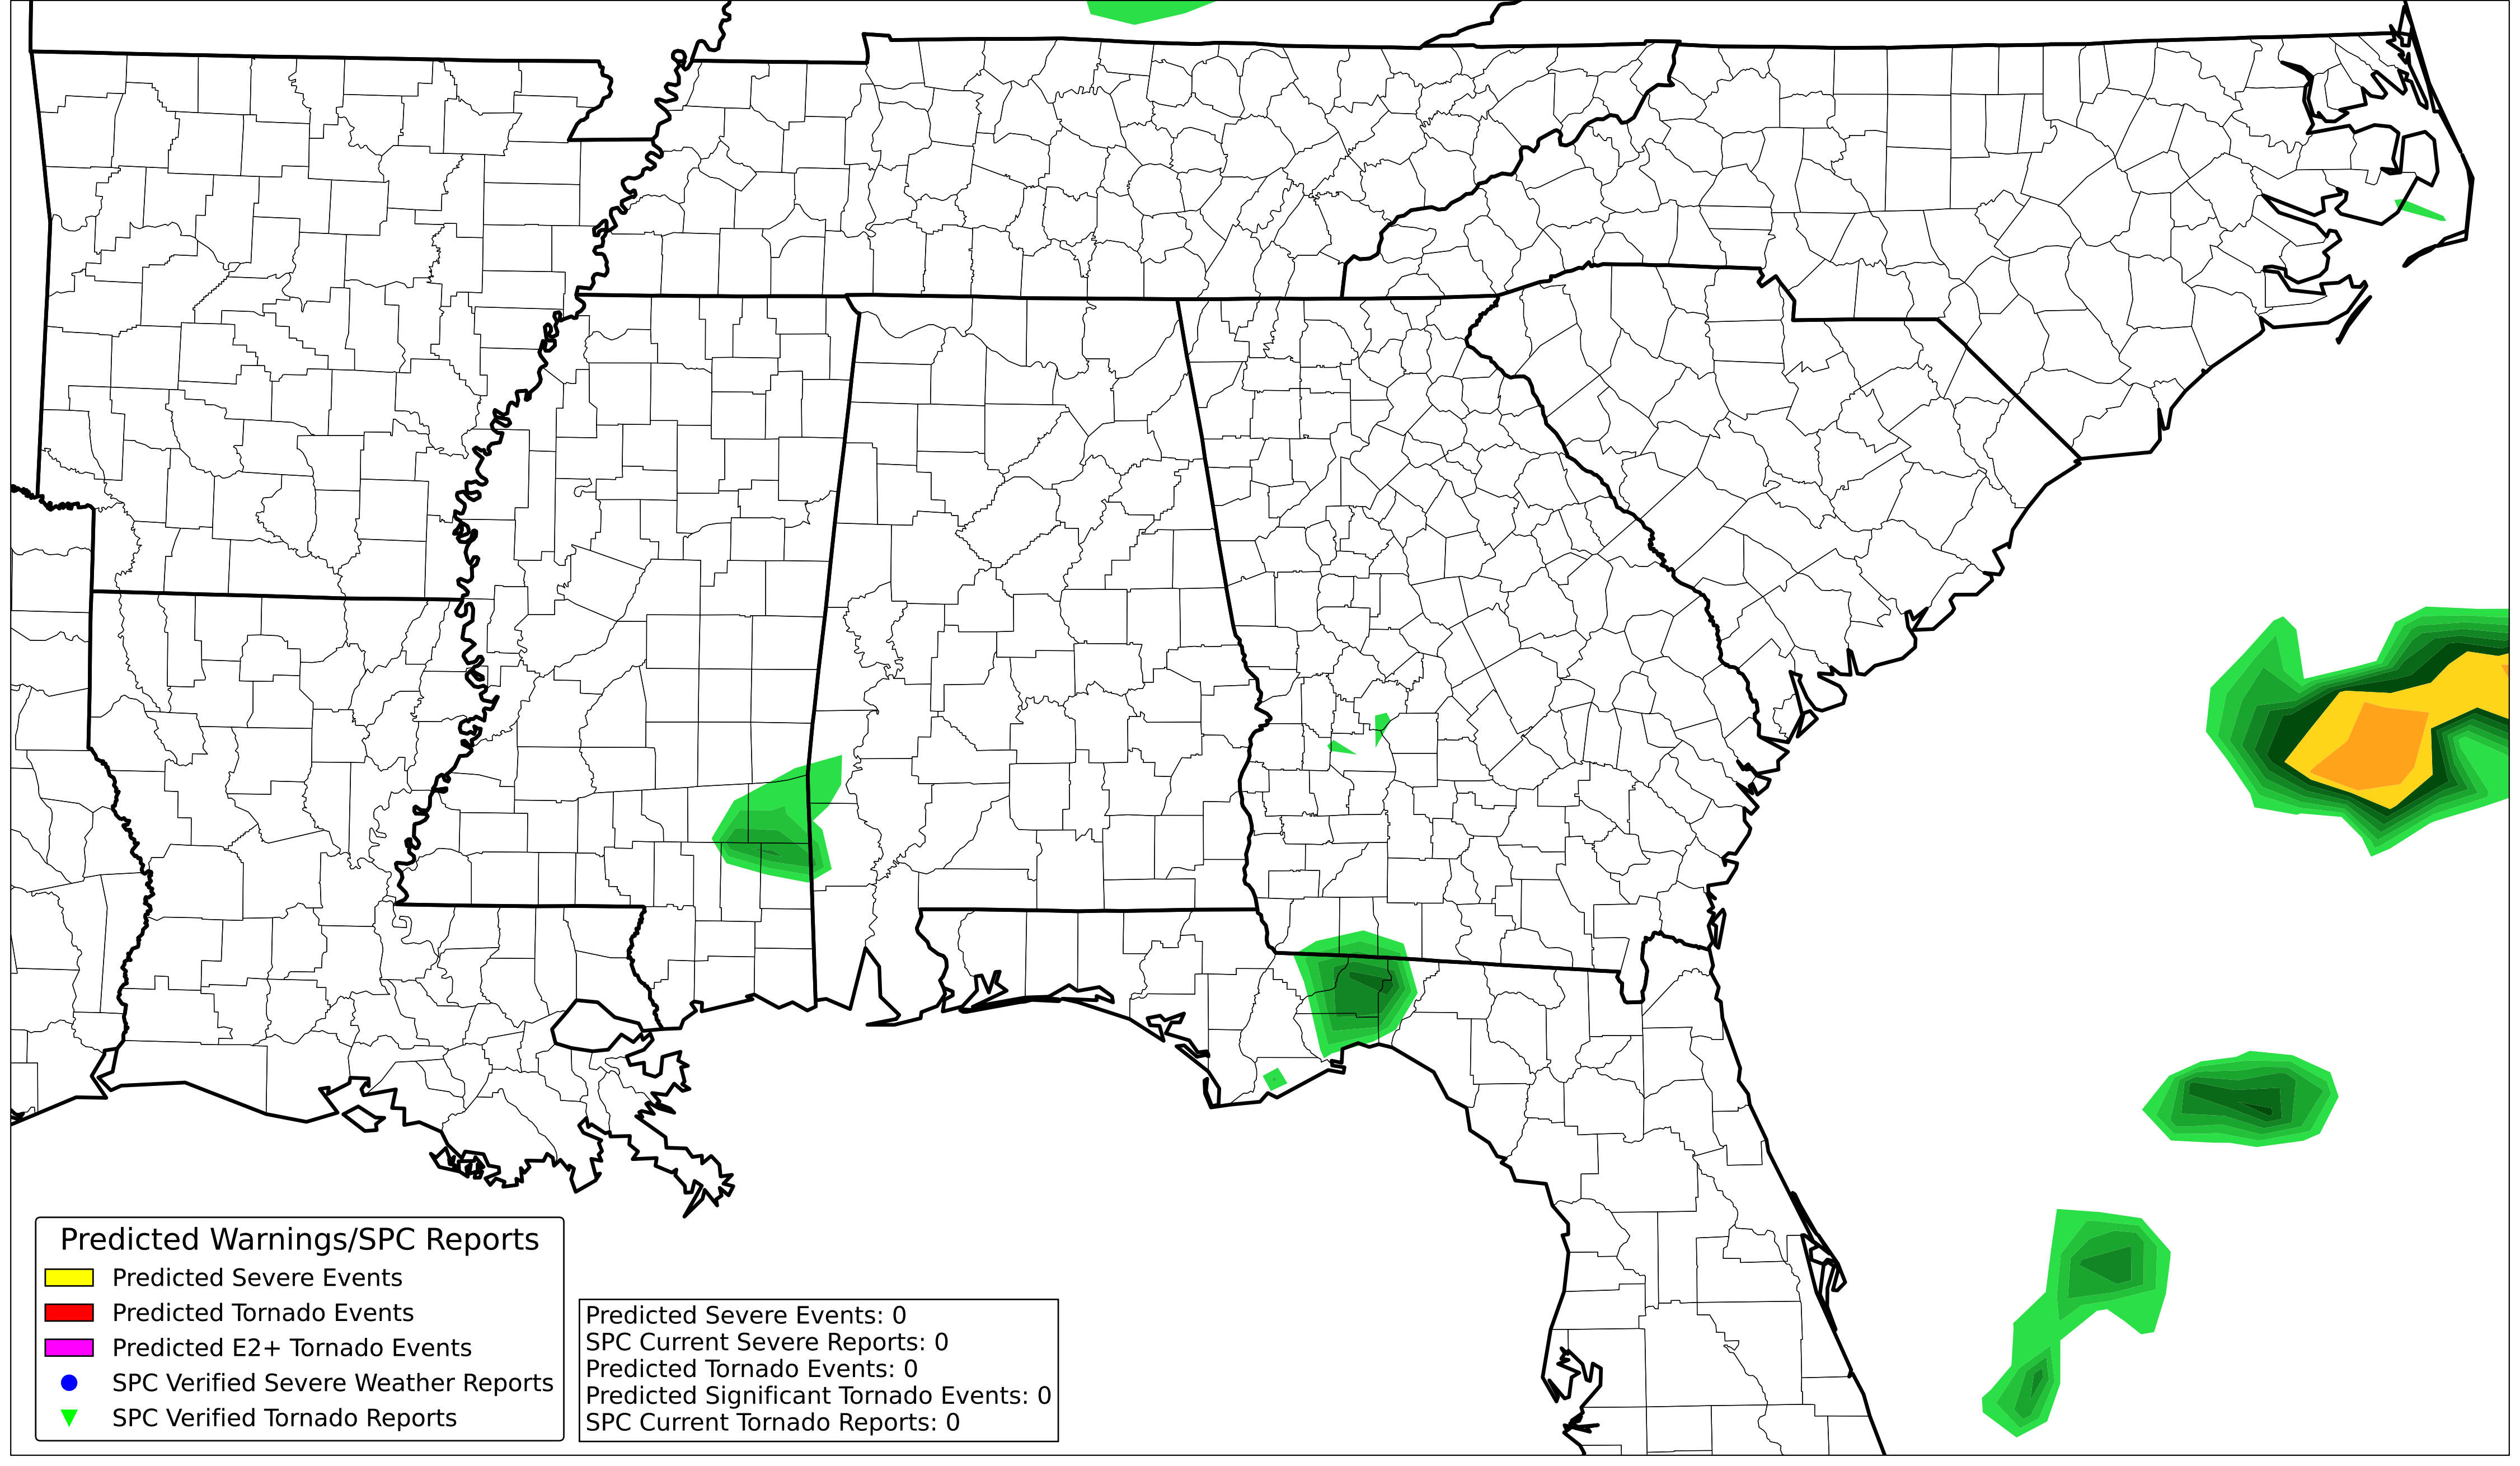 Predicted Warnings/SPC Reports
Predicted Severe Events
Predicted Tornado Events
Predicted E2+ Tornado Events
SPC Verified Severe Weather Reports
SPC Verified Tornado Reports
Predicted Severe Events: 0
SPC Current Severe Reports: 0
Predicted Tornado Events: 0
Predicted Significant Tornado Events: 0
SPC Current Tornado Reports: 0